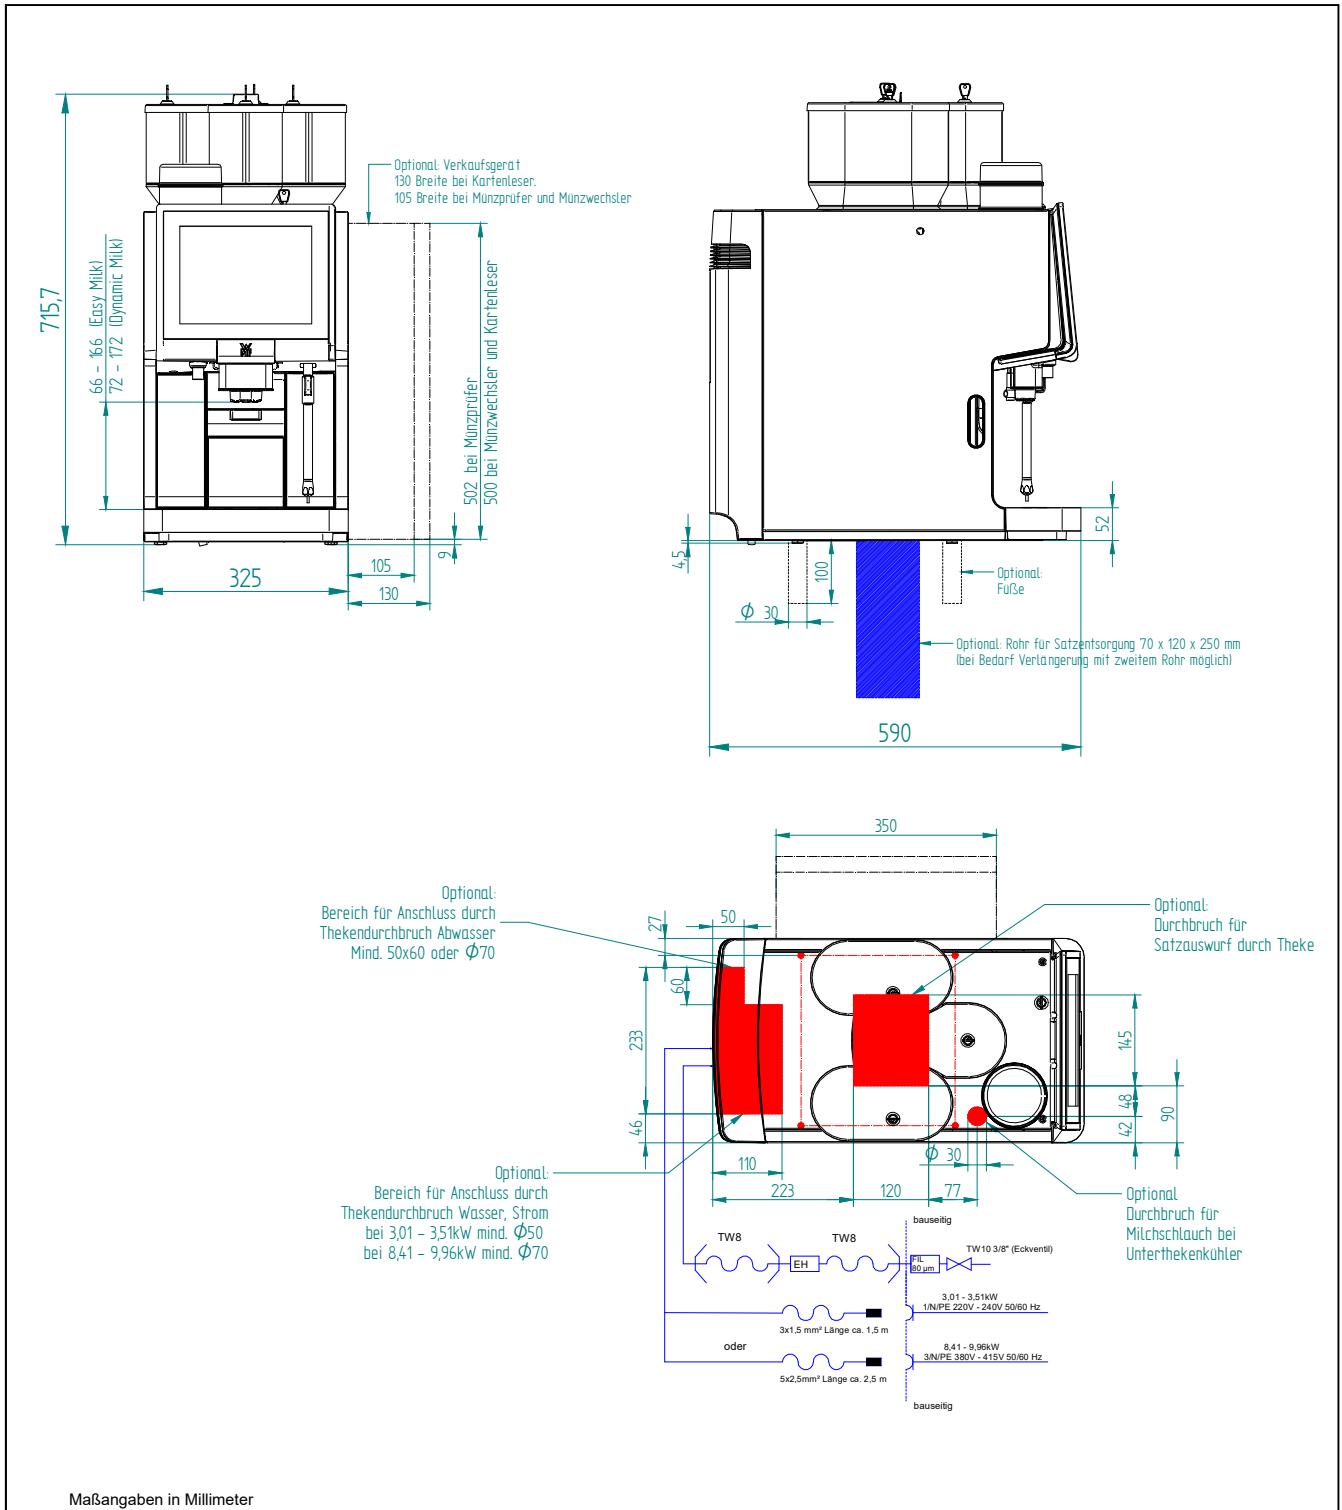 715,7
66 - 166 (Easy Milk)
72 - 172 (Dynamic Milk)
WMF
325
Optional: Verkaufsgerät
130 Breite bei Kartenleser.
105 Breite bei Münzprüfer und Münzwechsler
502 bei Münzprüfer
500 bei Münzwechsler und Kartenleser
9
105
130
52
4,5
100
Φ 30
Optional:
Füße
Optional: Rohr für Satzentsorgung 70 x 120 x 250 mm
(bei Bedarf Verlängerung mit zweitem Rohr möglich)
590
350
Optional:
Bereich für Anschluss durch
Thekendurchbruch Abwasser
Mind. 50x60 oder Φ70
27
50
60
233
46
110
223
120
77
Φ 30
145
48
42
90
Optional:
Durchbruch für
Satzauswurf durch Theke
Optional:
Bereich für Anschluss durch
Thekendurchbruch Wasser, Strom
bei 3,01 - 3,51kW mind. Φ50
bei 8,41 - 9,96kW mind. Φ70
Optional
Durchbruch für
Milchschlauch bei
Unterthekenkühler
bauseitig
TW8
TW8
EH
FIL
80 µm
TW10 3/8" (Eckventil)
3,01 - 3,51kW
1/N/PE 220V - 240V 50/60 Hz
3x1,5 mm² Länge ca. 1,5 m
oder
8,41 - 9,96kW
3/N/PE 380V - 415V 50/60 Hz
5x2,5mm² Länge ca. 2,5 m
bauseitig
Maßangaben in Millimeter